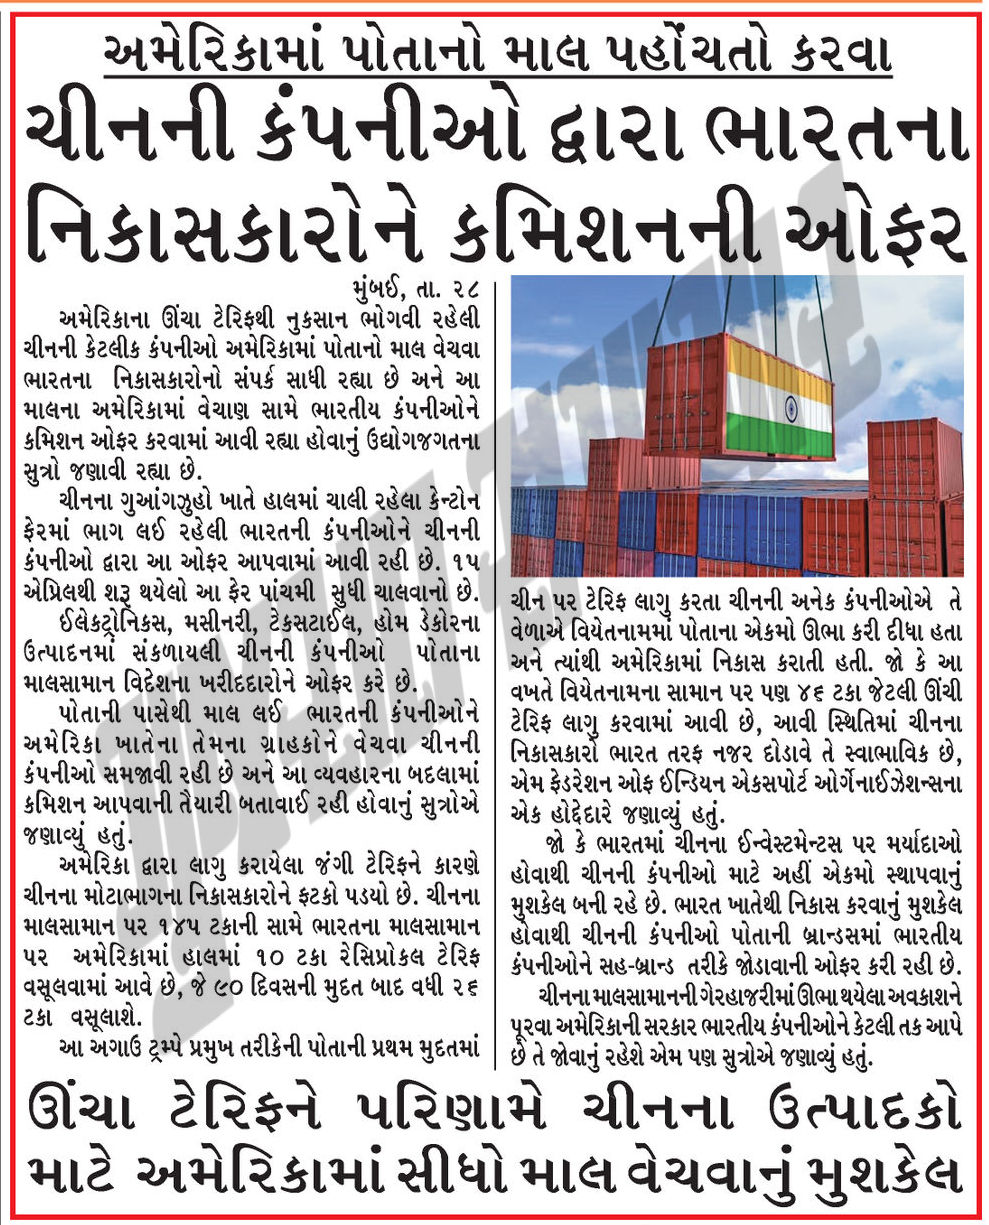 અમેરિકામાં પોતાનો માલ પહોંચતો કરવા
ચીનની કંપનીઓ દ્વારા ભારતના
નિકાસકારોને કમિશનની ઓફર
મુંબઈ, તા. ૨૮
અમેરિકાના ઊંચા ટેરિફથી નુકસાન ભોગવી રહેલી
ચીનની કેટલીક કંપનીઓ અમેરિકામાં પોતાનો માલ વેચવા
ભારતના નિકાસકારોનો સંપર્ક સાધી રહ્યા છે અને આ
માલના અમેરિકામાં વેચાણ સામે ભારતીય કંપનીઓને
કમિશન ઓફર કરવામાં આવી રહ્યા હોવાનું ઉદ્યોગજગતના
સુત્રો જણાવી રહ્યા છે.
ચીનના ગુઆંગઝુહો ખાતે હાલમાં ચાલી રહેલા કેન્ટોન
ફેરમાં ભાગ લઈ રહેલી ભારતની કંપનીઓને ચીનની
કંપનીઓ દ્વારા આ ઓફર આપવામાં આવી રહી છે. ૧૫
એપ્રિલથી શરૂ થયેલો આ ફેર પાંચમી સુધી ચાલવાનો છે.
ઈલેકટ્રોનિકસ, મસીનરી, ટેકસટાઈલ, હોમ ડેકોરના
ઉત્પાદનમાં સંકળાયલી ચીનની કંપનીઓ પોતાના
માલસામાન વિદેશના ખરીદદારોને ઓફર કરે છે.
પોતાની પાસેથી માલ લઈ ભારતની કંપનીઓને
અમેરિકા ખાતેના તેમના ગ્રાહકોને વેચવા ચીનની
કંપનીઓ સમજાવી રહી છે અને આ વ્યવહારના બદલામાં
કમિશન આપવાની તૈયારી બતાવાઈ રહી હોવાનું સુત્રોએ
જણાવ્યું હતું.
અમેરિકા દ્વારા લાગુ કરાયેલા જંગી ટેરિફને કારણે
ચીનના મોટાભાગના નિકાસકારોને ફટકો પડયો છે. ચીનના
માલસામાન પર ૧૪૫ ટકાની સામે ભારતના માલસામાન
પર અમેરિકામાં હાલમાં ૧૦ ટકા રેસિપ્રોકલ ટેરિફ
વસૂલવામાં આવે છે, જે ૯૦ દિવસની મુદત બાદ વધી ૨૬
ટકા વસૂલાશે.
આ અગાઉ ટ્રમ્પે પ્રમુખ તરીકેની પોતાની પ્રથમ મુદતમાં
ચીન પર ટેરિફ લાગુ કરતા ચીનની અનેક કંપનીઓએ તે
વેળાએ વિયેતનામમાં પોતાના એકમો ઊભા કરી દીધા હતા
અને ત્યાંથી અમેરિકામાં નિકાસ કરાતી હતી. જો કે આ
વખતે વિયેતનામના સામાન પર પણ ૪૬ ટકા જેટલી ઊંચી
ટેરિફ લાગુ કરવામાં આવી છે, આવી સ્થિતિમાં ચીનના
નિકાસકારો ભારત તરફ નજર દોડાવે તે સ્વાભાવિક છે,
એમ ફેડરેશન ઓફ ઈન્ડિયન એકસપોર્ટ ઓર્ગેનાઈઝેશન્સના
એક હોદ્દેદારે જણાવ્યું હતું.
જો કે ભારતમાં ચીનના ઈન્વેસ્ટમેન્ટસ પર મર્યાદાઓ
હોવાથી ચીનની કંપનીઓ માટે અહીં એકમો સ્થાપવાનું
મુશકેલ બની રહે છે. ભારત ખાતેથી નિકાસ કરવાનું મુશકેલ
હોવાથી ચીનની કંપનીઓ પોતાની બ્રાન્ડસમાં ભારતીય
કંપનીઓને સહ-બ્રાન્ડ તરીકે જોડાવાની ઓફર કરી રહી છે.
ચીનના માલસામાનની ગેરહાજરીમાં ઊભા થયેલા અવકાશને
પૂરવા અમેરિકાની સરકાર ભારતીય કંપનીઓને કેટલી તક આપે
છે તે જોવાનું રહેશે એમ પણ સુત્રોએ જણાવ્યું હતું.
ઊંચા ટેરિફને પરિણામે ચીનના ઉત્પાદકો
માટે અમેરિકામાં સીધો માલ વેચવાનું મુશકેલ